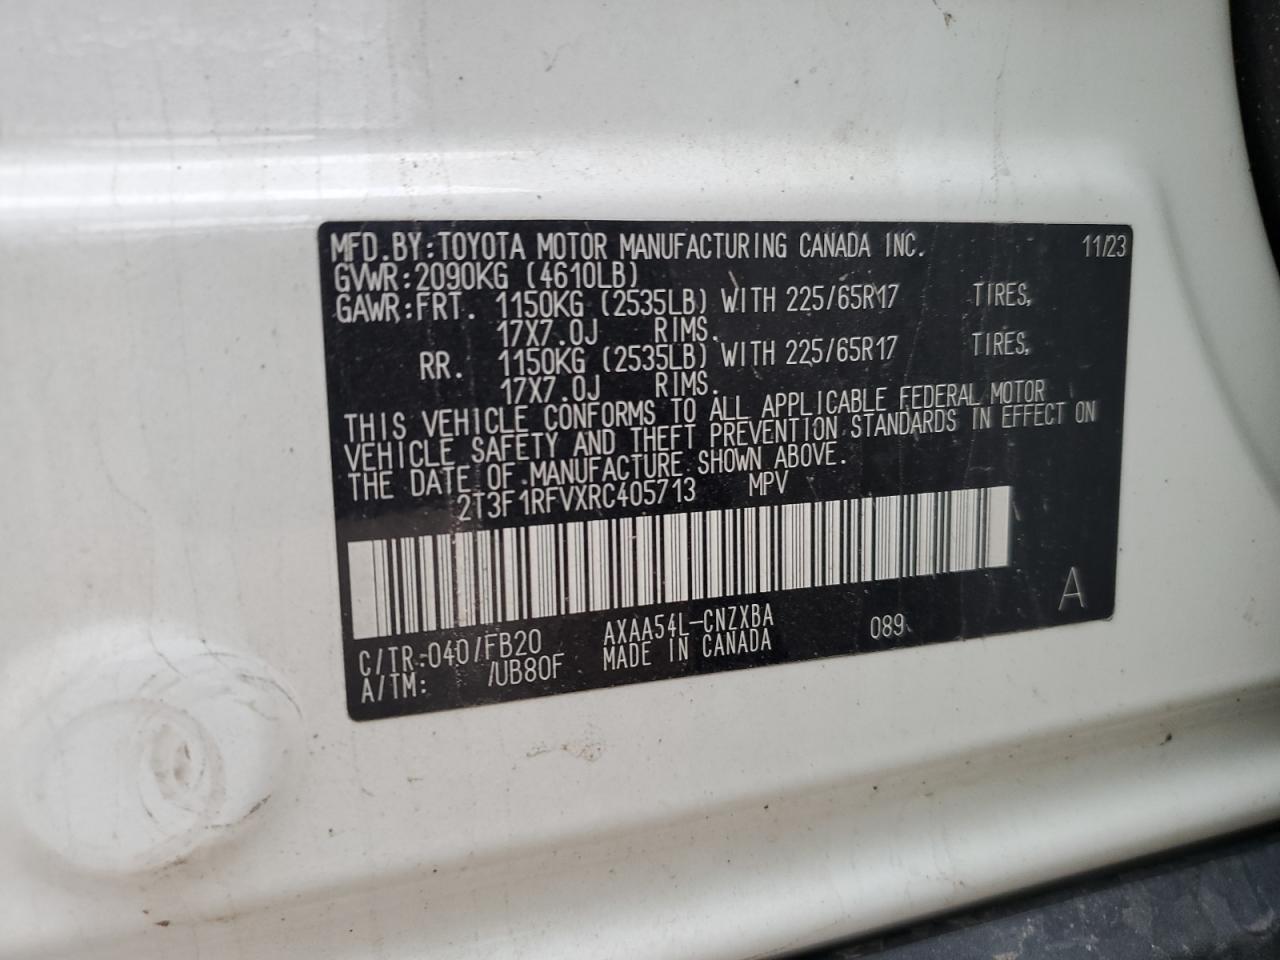 MFD.BY:TOYOTA MOTOR MANUFACTURING CANADA INC. 11/23
GVWR:2090KG (4610LB)
GAWR:FRT. 1150KG (2535LB) WITH 225/65R17 TIRES,
17X7.0J RIMS.
RR. 1150KG (2535LB) WITH 225/65R17 TIRES,
17X7.0J RIMS.
THIS VEHICLE CONFORMS TO ALL APPLICABLE FEDERAL MOTOR
VEHICLE SAFETY AND THEFT PREVENTION STANDARDS IN EFFECT ON
THE DATE OF MANUFACTURE SHOWN ABOVE.
2T3F1RFVXRC405713 MPV
C/TR:040/FB20 AXAA54L-CNZXBA 089 A
A/TM: /UB80F MADE IN CANADA